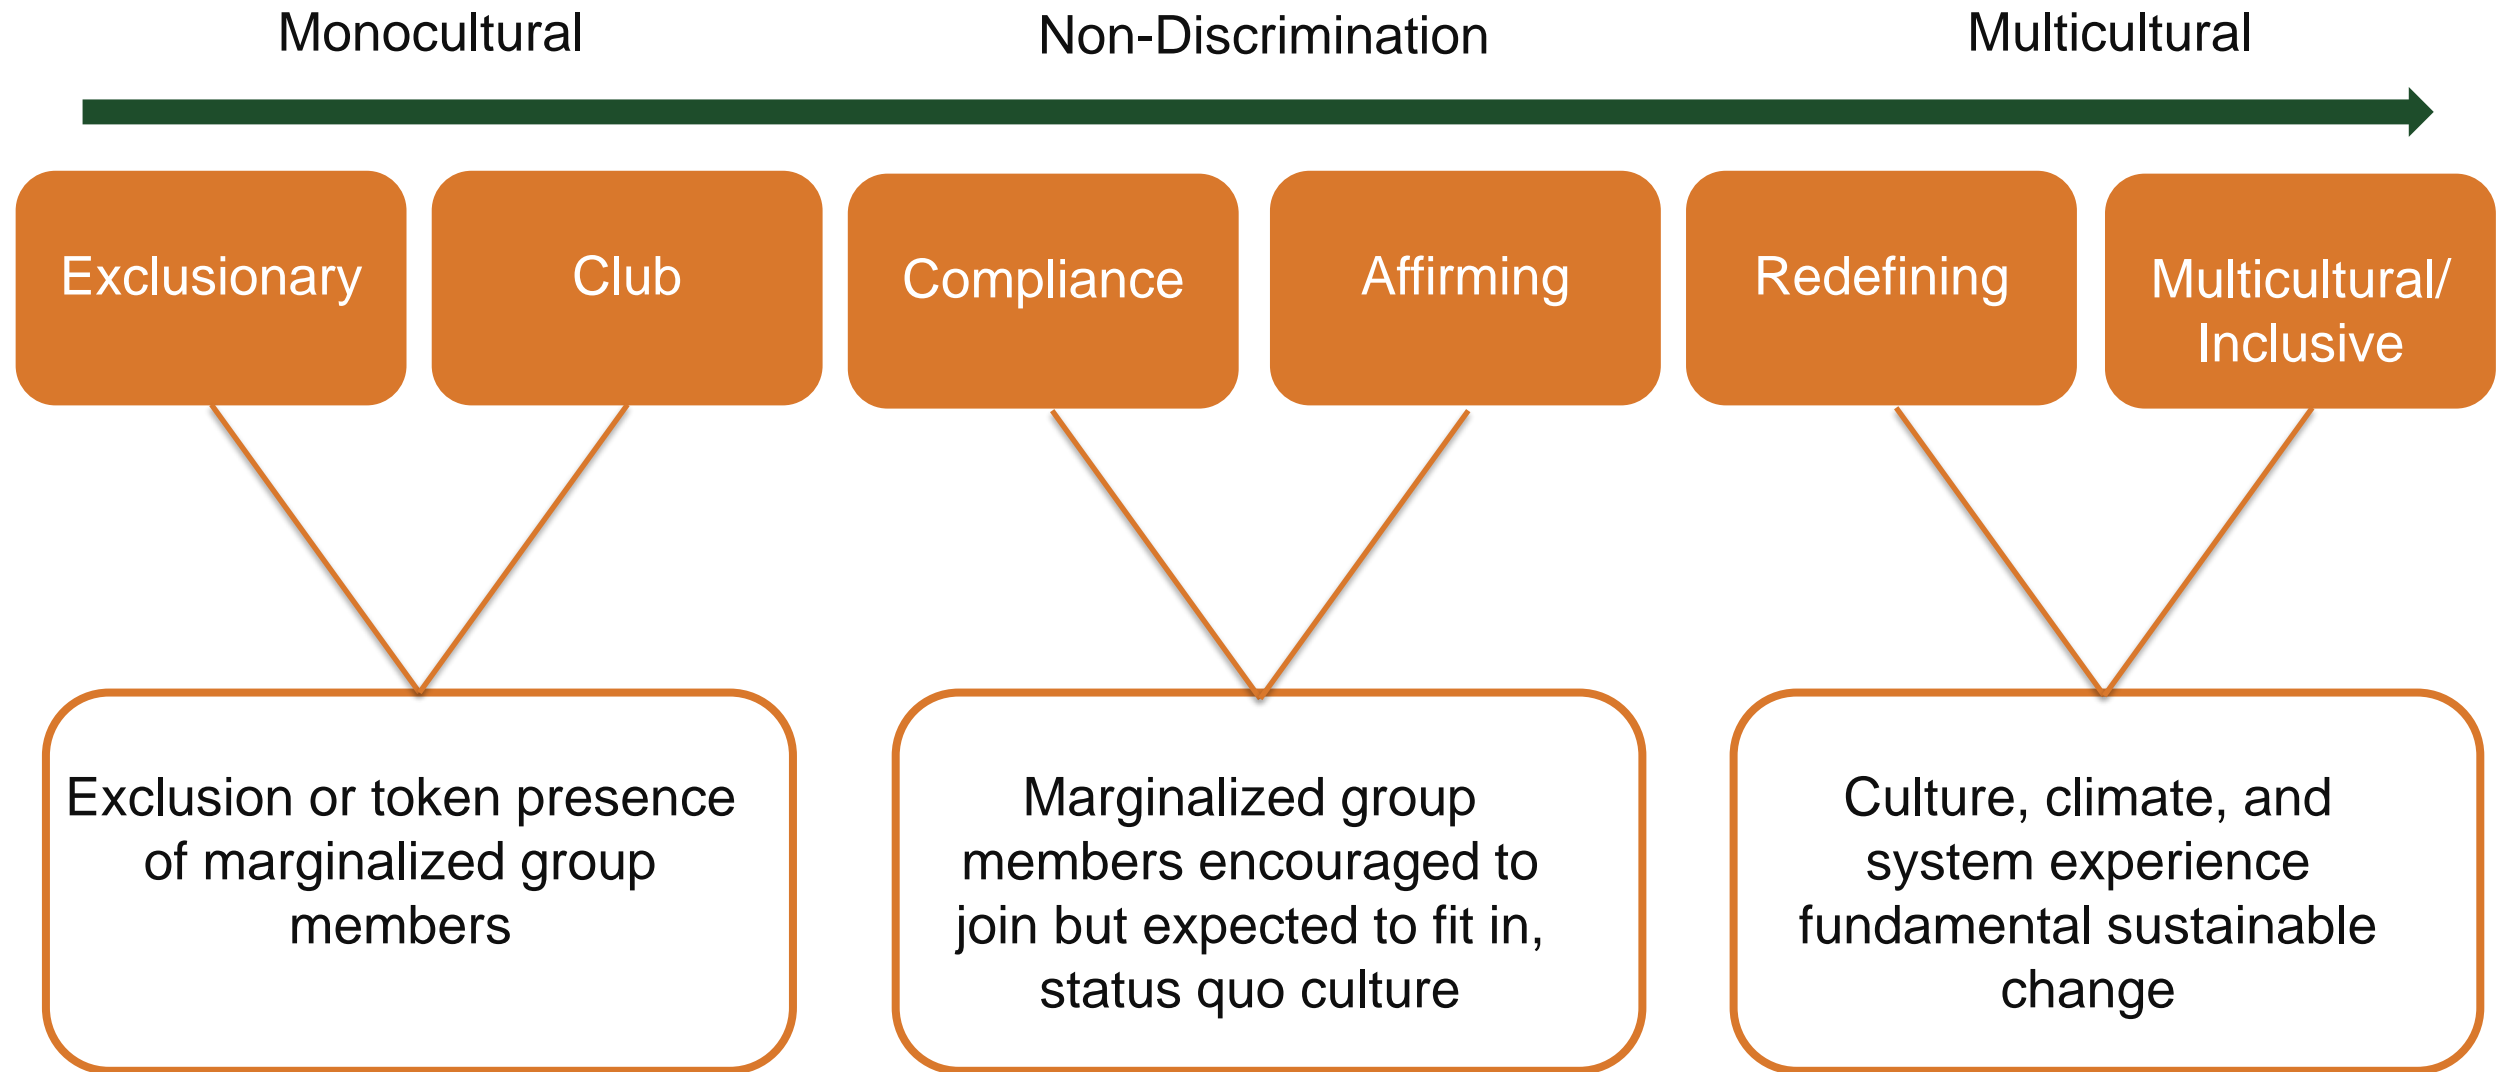 Monocultural
Non-Discrimination
Multicultural
Exclusionary
Club
Compliance
Affirming
Redefining
Multicultural/
Inclusive
Exclusion or token presence
of marginalized group
members
Marginalized group
members encouraged to
join but expected to fit in,
status quo culture
Culture, climate, and
system experience
fundamental sustainable
change